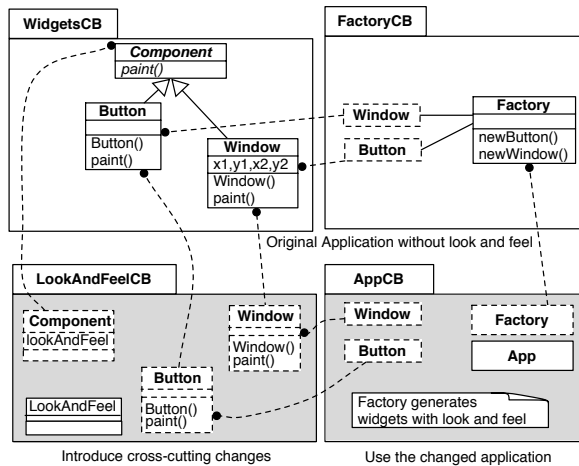 WidgetsCB
Component
paint()
Button
Button()
paint()
Window
x1,y1,x2,y2
Window()
paint()
FactoryCB
Window
Button
Factory
newButton()
newWindow()
Original Application without look and feel
LookAndFeelCB
Component
lookAndFeel
Window
Window()
paint()
Button
Button()
paint()
LookAndFeel
AppCB
Window
Button
Factory
App
Factory generates
widgets with look and feel
Introduce cross-cutting changes
Use the changed application